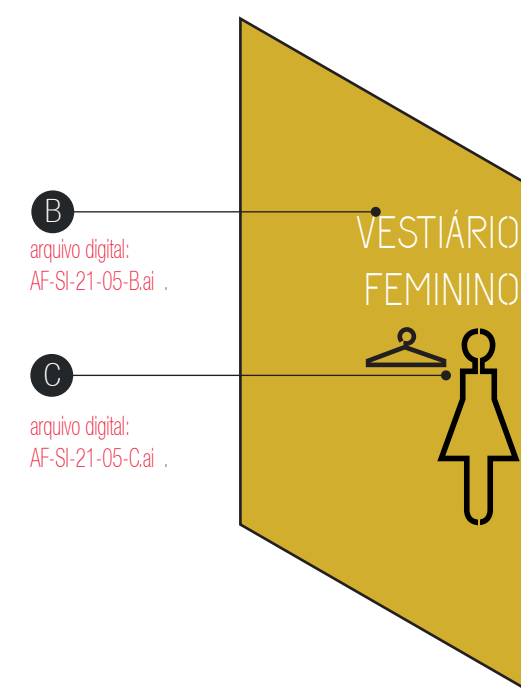 B
arquivo digital:
AF-SI-21-05-B.ai .
VESTIÁRIO
FEMININO
C
arquivo digital:
AF-SI-21-05-C.ai .